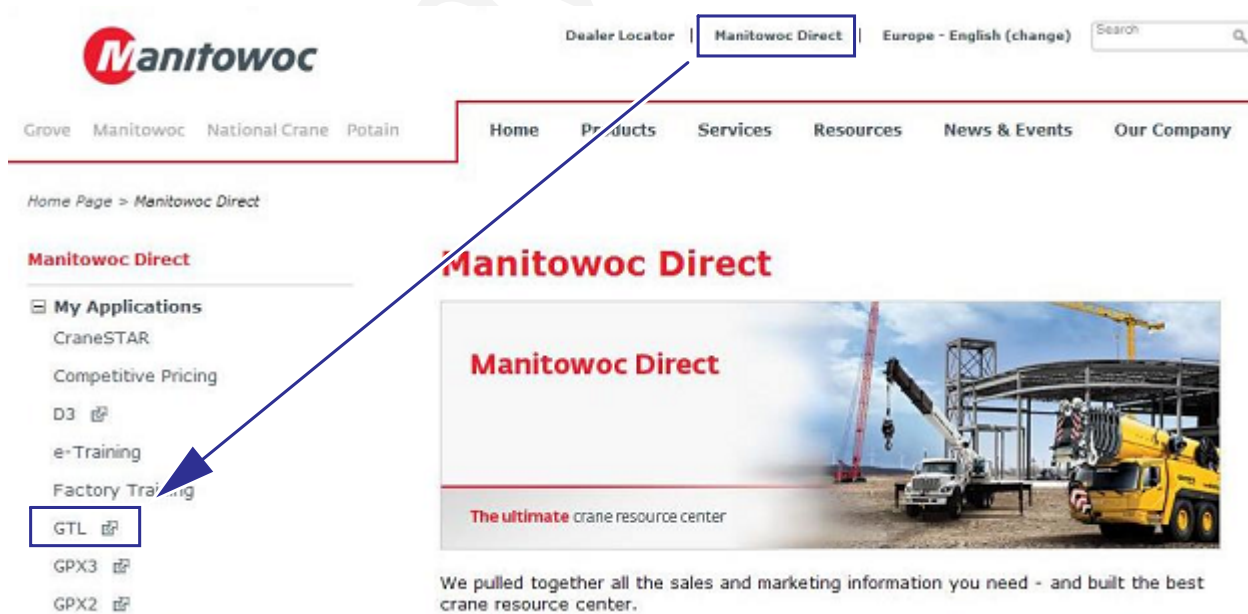 Manitowoc
Dealer Locator | Manitowoc Direct | Europe - English (change) Search
Grove Manitowoc National Crane Potain
Home Products Services Resources News & Events Our Company
Home Page > Manitowoc Direct
Manitowoc Direct
My Applications
CraneSTAR
Competitive Pricing
D3
e-Training
Factory Training
GTL
GPX3
GPX2
Manitowoc Direct
Manitowoc Direct
The ultimate crane resource center
We pulled together all the sales and marketing information you need - and built the best
crane resource center.